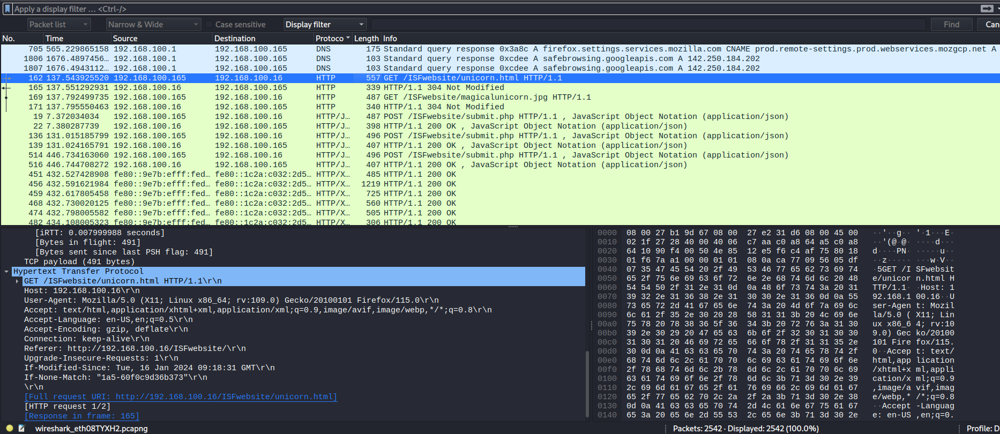 Apply a display filter … <Ctrl-/>
Packet list Narrow & Wide Case sensitive Display filter Find Can
No. Time Source Destination Protoco Length Info
705 565.229865158 192.168.100.1 192.168.100.165 DNS 175 Standard query response 0x3a8c A firefox.settings.services.mozilla.com CNAME prod.remote-settings.prod.webservices.mozgcp.net A
1806 1676.4897456… 192.168.100.1 192.168.100.165 DNS 103 Standard query response 0xcdee A safebrowsing.googleapis.com A 142.250.184.202
1807 1676.4943112… 192.168.100.1 192.168.100.165 DNS 103 Standard query response 0xcdee A safebrowsing.googleapis.com A 142.250.184.202
162 137.543925520 192.168.100.165 192.168.100.16 HTTP 557 GET /ISFwebsite/unicorn.html HTTP/1.1
165 137.551292931 192.168.100.16 192.168.100.165 HTTP 339 HTTP/1.1 304 Not Modified
169 137.792499735 192.168.100.165 192.168.100.16 HTTP 487 GET /ISFwebsite/magicalunicorn.jpg HTTP/1.1
171 137.795550463 192.168.100.16 192.168.100.165 HTTP 340 HTTP/1.1 304 Not Modified
19 7.372034034 192.168.100.165 192.168.100.16 HTTP/J… 487 POST /ISFwebsite/submit.php HTTP/1.1 , JavaScript Object Notation (application/json)
22 7.380287739 192.168.100.16 192.168.100.165 HTTP/J… 398 HTTP/1.1 200 OK , JavaScript Object Notation (application/json)
136 131.015185799 192.168.100.165 192.168.100.16 HTTP/J… 496 POST /ISFwebsite/submit.php HTTP/1.1 , JavaScript Object Notation (application/json)
139 131.024165791 192.168.100.16 192.168.100.165 HTTP/J… 407 HTTP/1.1 200 OK , JavaScript Object Notation (application/json)
514 446.734163060 192.168.100.165 192.168.100.16 HTTP/J… 496 POST /ISFwebsite/submit.php HTTP/1.1 , JavaScript Object Notation (application/json)
516 446.744708272 192.168.100.16 192.168.100.165 HTTP/J… 407 HTTP/1.1 200 OK , JavaScript Object Notation (application/json)
451 432.527428908 fe80::9e7b:efff:fed… fe80::1c2a:c032:2d5… HTTP/X… 485 HTTP/1.1 200 OK
456 432.591621984 fe80::9e7b:efff:fed… fe80::1c2a:c032:2d5… HTTP/X… 1219 HTTP/1.1 200 OK
459 432.617805458 fe80::9e7b:efff:fed… fe80::1c2a:c032:2d5… HTTP/X… 725 HTTP/1.1 200 OK
468 432.730020125 fe80::9e7b:efff:fed… fe80::1c2a:c032:2d5… HTTP/X… 560 HTTP/1.1 200 OK
474 432.798005582 fe80::9e7b:efff:fed… fe80::1c2a:c032:2d5… HTTP/X… 505 HTTP/1.1 200 OK
482 434.108005323 fe80::9e7b:efff:fed… fe80::1c2a:c032:2d5… HTTP/X… 306 HTTP/1.1 200 OK
[iRTT: 0.007999988 seconds]
[Bytes in flight: 491]
[Bytes sent since last PSH flag: 491]
TCP payload (491 bytes)
Hypertext Transfer Protocol
GET /ISFwebsite/unicorn.html HTTP/1.1\r\n
Host: 192.168.100.16\r\n
User-Agent: Mozilla/5.0 (X11; Linux x86_64; rv:109.0) Gecko/20100101 Firefox/115.0\r\n
Accept: text/html,application/xhtml+xml,application/xml;q=0.9,image/avif,image/webp,*/*;q=0.8\r\n
Accept-Language: en-US,en;q=0.5\r\n
Accept-Encoding: gzip, deflate\r\n
Connection: keep-alive\r\n
Referer: http://192.168.100.16/ISFwebsite/\r\n
Upgrade-Insecure-Requests: 1\r\n
If-Modified-Since: Tue, 16 Jan 2024 09:18:31 GMT\r\n
If-None-Match: "1a5-60f0c9d36b373"\r\n
\r\n
[Full request URI: http://192.168.100.16/ISFwebsite/unicorn.html]
[HTTP request 1/2]
[Response in frame: 165]
0000 08 00 27 b1 9d 67 08 00 27 e2 31 d6 08 00 45 00 ··'··g·· '·1···E·
0010 02 1f 27 28 40 00 40 06 c7 aa c0 a8 64 a5 c0 a8 ··'(@·@· ····d···
0020 64 10 90 f4 00 50 4e 85 12 e5 f6 c4 af 75 80 18 d····PN· ·····u··
0030 01 f6 7a a1 00 00 01 01 08 0a ca 77 09 56 05 df ··z····· ···w·V··
0040 07 35 47 45 54 20 2f 49 53 46 77 65 62 73 69 74 ·5GET /I SFwebsit
0050 65 2f 75 6e 69 63 6f 72 6e 2e 68 74 6d 6c 20 48 e/unicor n.html H
0060 54 54 50 2f 31 2e 31 0d 0a 48 6f 73 74 3a 20 31 TTP/1.1· ·Host: 1
0070 39 32 2e 31 36 38 2e 31 30 30 2e 31 36 0d 0a 55 92.168.1 00.16··U
0080 73 65 72 2d 41 67 65 6e 74 3a 20 4d 6f 7a 69 6c ser-Agen t: Mozil
0090 6c 61 2f 35 2e 30 20 28 58 31 31 3b 20 4c 69 6e la/5.0 ( X11; Lin
00a0 75 78 20 78 38 36 5f 36 34 3b 20 72 76 3a 31 30 ux x86_6 4; rv:10
00b0 39 2e 30 29 20 47 65 63 6b 6f 2f 32 30 31 30 30 9.0) Gec ko/20100
00c0 31 30 31 20 46 69 72 65 66 6f 78 2f 31 31 35 2e 101 Fire fox/115.
00d0 30 0d 0a 41 63 63 65 70 74 3a 20 74 65 78 74 2f 0··Accep t: text/
00e0 68 74 6d 6c 2c 61 70 70 6c 69 63 61 74 69 6f 6e html,app lication
00f0 2f 78 68 74 6d 6c 2b 78 6d 6c 2c 61 70 70 6c 69 /xhtml+x ml,appli
0100 63 61 74 69 6f 6e 2f 78 6d 6c 3b 71 3d 30 2e 39 cation/x ml;q=0.9
0110 2c 69 6d 61 67 65 2f 61 76 69 66 2c 69 6d 61 67 ,image/a vif,imag
0120 65 2f 77 65 62 70 2c 2a 2f 2a 3b 71 3d 30 2e 38 e/webp,* /*;q=0.8
0130 0d 0a 41 63 63 65 70 74 2d 4c 61 6e 67 75 61 67 ··Accept -Languag
0140 65 3a 20 65 6e 2d 55 53 2c 65 6e 3b 71 3d 30 2e e: en-US ,en;q=0.
wireshark_eth08TYXH2.pcapng Packets: 2542 · Displayed: 2542 (100.0%) Profile: D